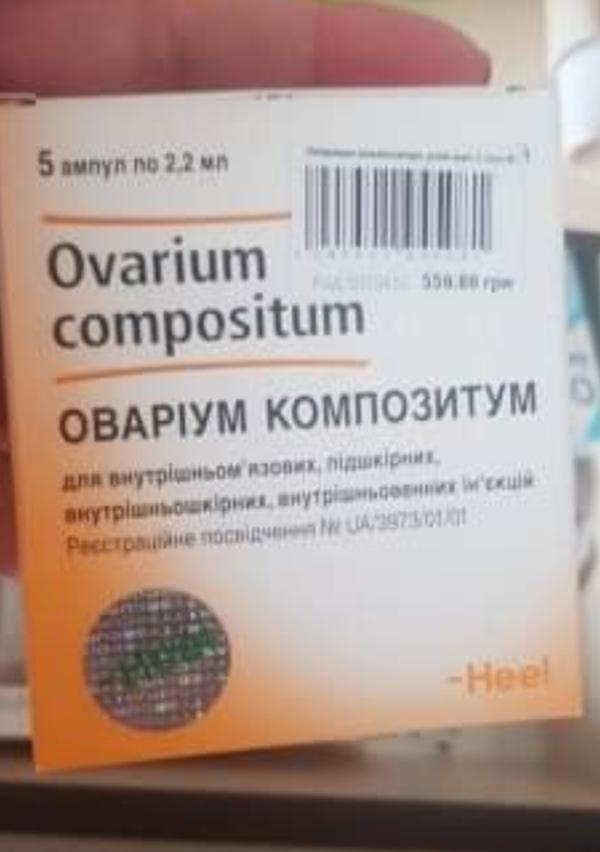 5 ампул по 2,2 мл
550.80 грн
Ovarium
compositum
ОВАРІУМ КОМПОЗИТУМ
для внутрішньом'язових, підшкірних,
внутрішньошкірних, внутрішньовенних ін'єкцій
Реєстраційне посвідчення № UA/3973/01/01
-Heel